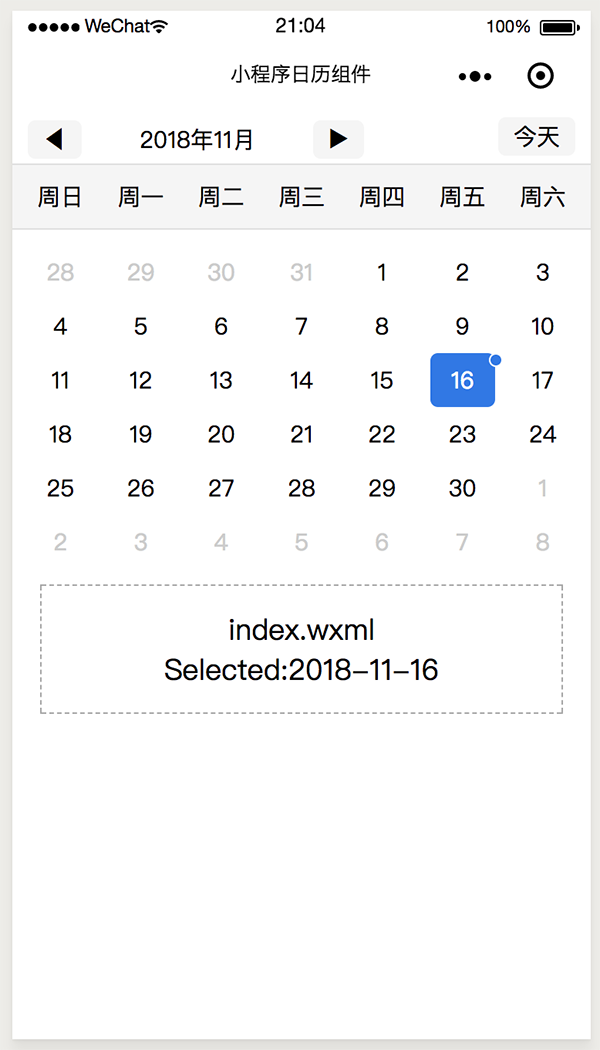 WeChat 21:04 100%
小程序日历组件
2018年11月 今天
周日 周一 周二 周三 周四 周五 周六
28 29 30 31 1 2 3
4 5 6 7 8 9 10
11 12 13 14 15 16 17
18 19 20 21 22 23 24
25 26 27 28 29 30 1
2 3 4 5 6 7 8
index.wxml
Selected:2018-11-16